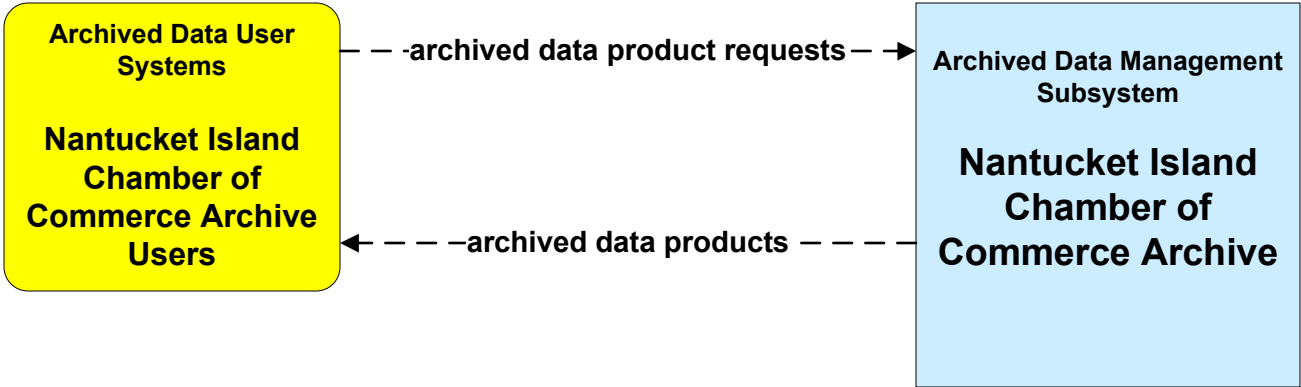 Archived Data User
Systems
Nantucket Island
Chamber of
Commerce Archive
Users
archived data product requests
archived data products
Archived Data Management
Subsystem
Nantucket Island
Chamber of
Commerce Archive